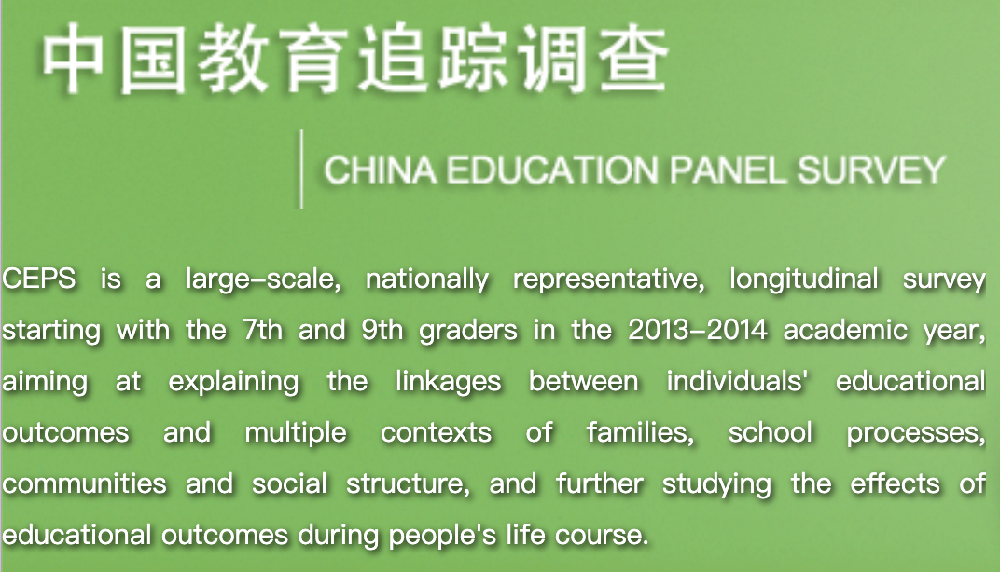 中国教育追踪调查
CHINA EDUCATION PANEL SURVEY
CEPS is a large-scale, nationally representative, longitudinal survey
starting with the 7th and 9th graders in the 2013-2014 academic year,
aiming at explaining the linkages between individuals' educational
outcomes and multiple contexts of families, school processes,
communities and social structure, and further studying the effects of
educational outcomes during people's life course.